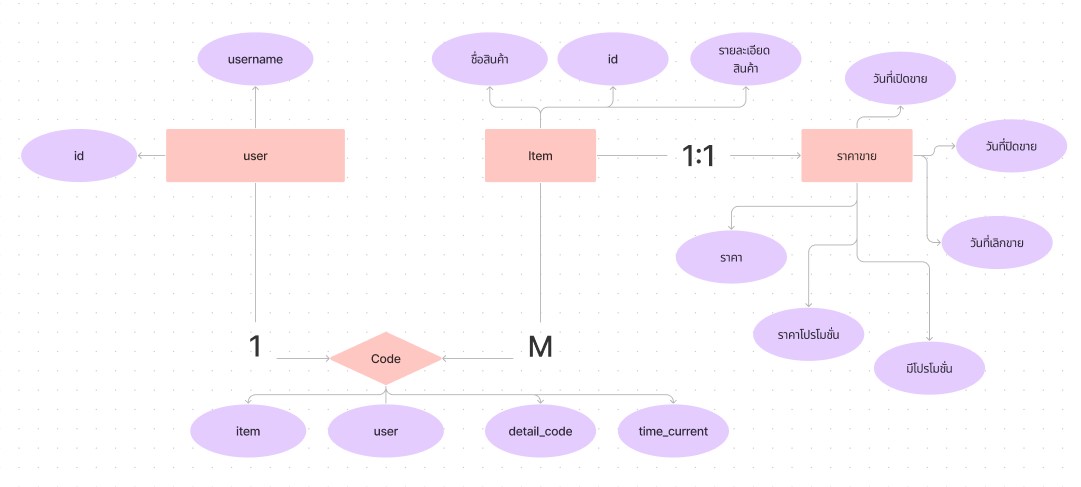 username
ชื่อสินค้า
id
รายละเอียด
สินค้า
วันที่เปิดขาย
id
user
Item
1:1
ราคาขาย
วันที่ปิดขาย
วันที่เลิกขาย
ราคา
ราคาโปรโมชั่น
1
Code
M
มีโปรโมชั่น
item
user
detail_code
time_current